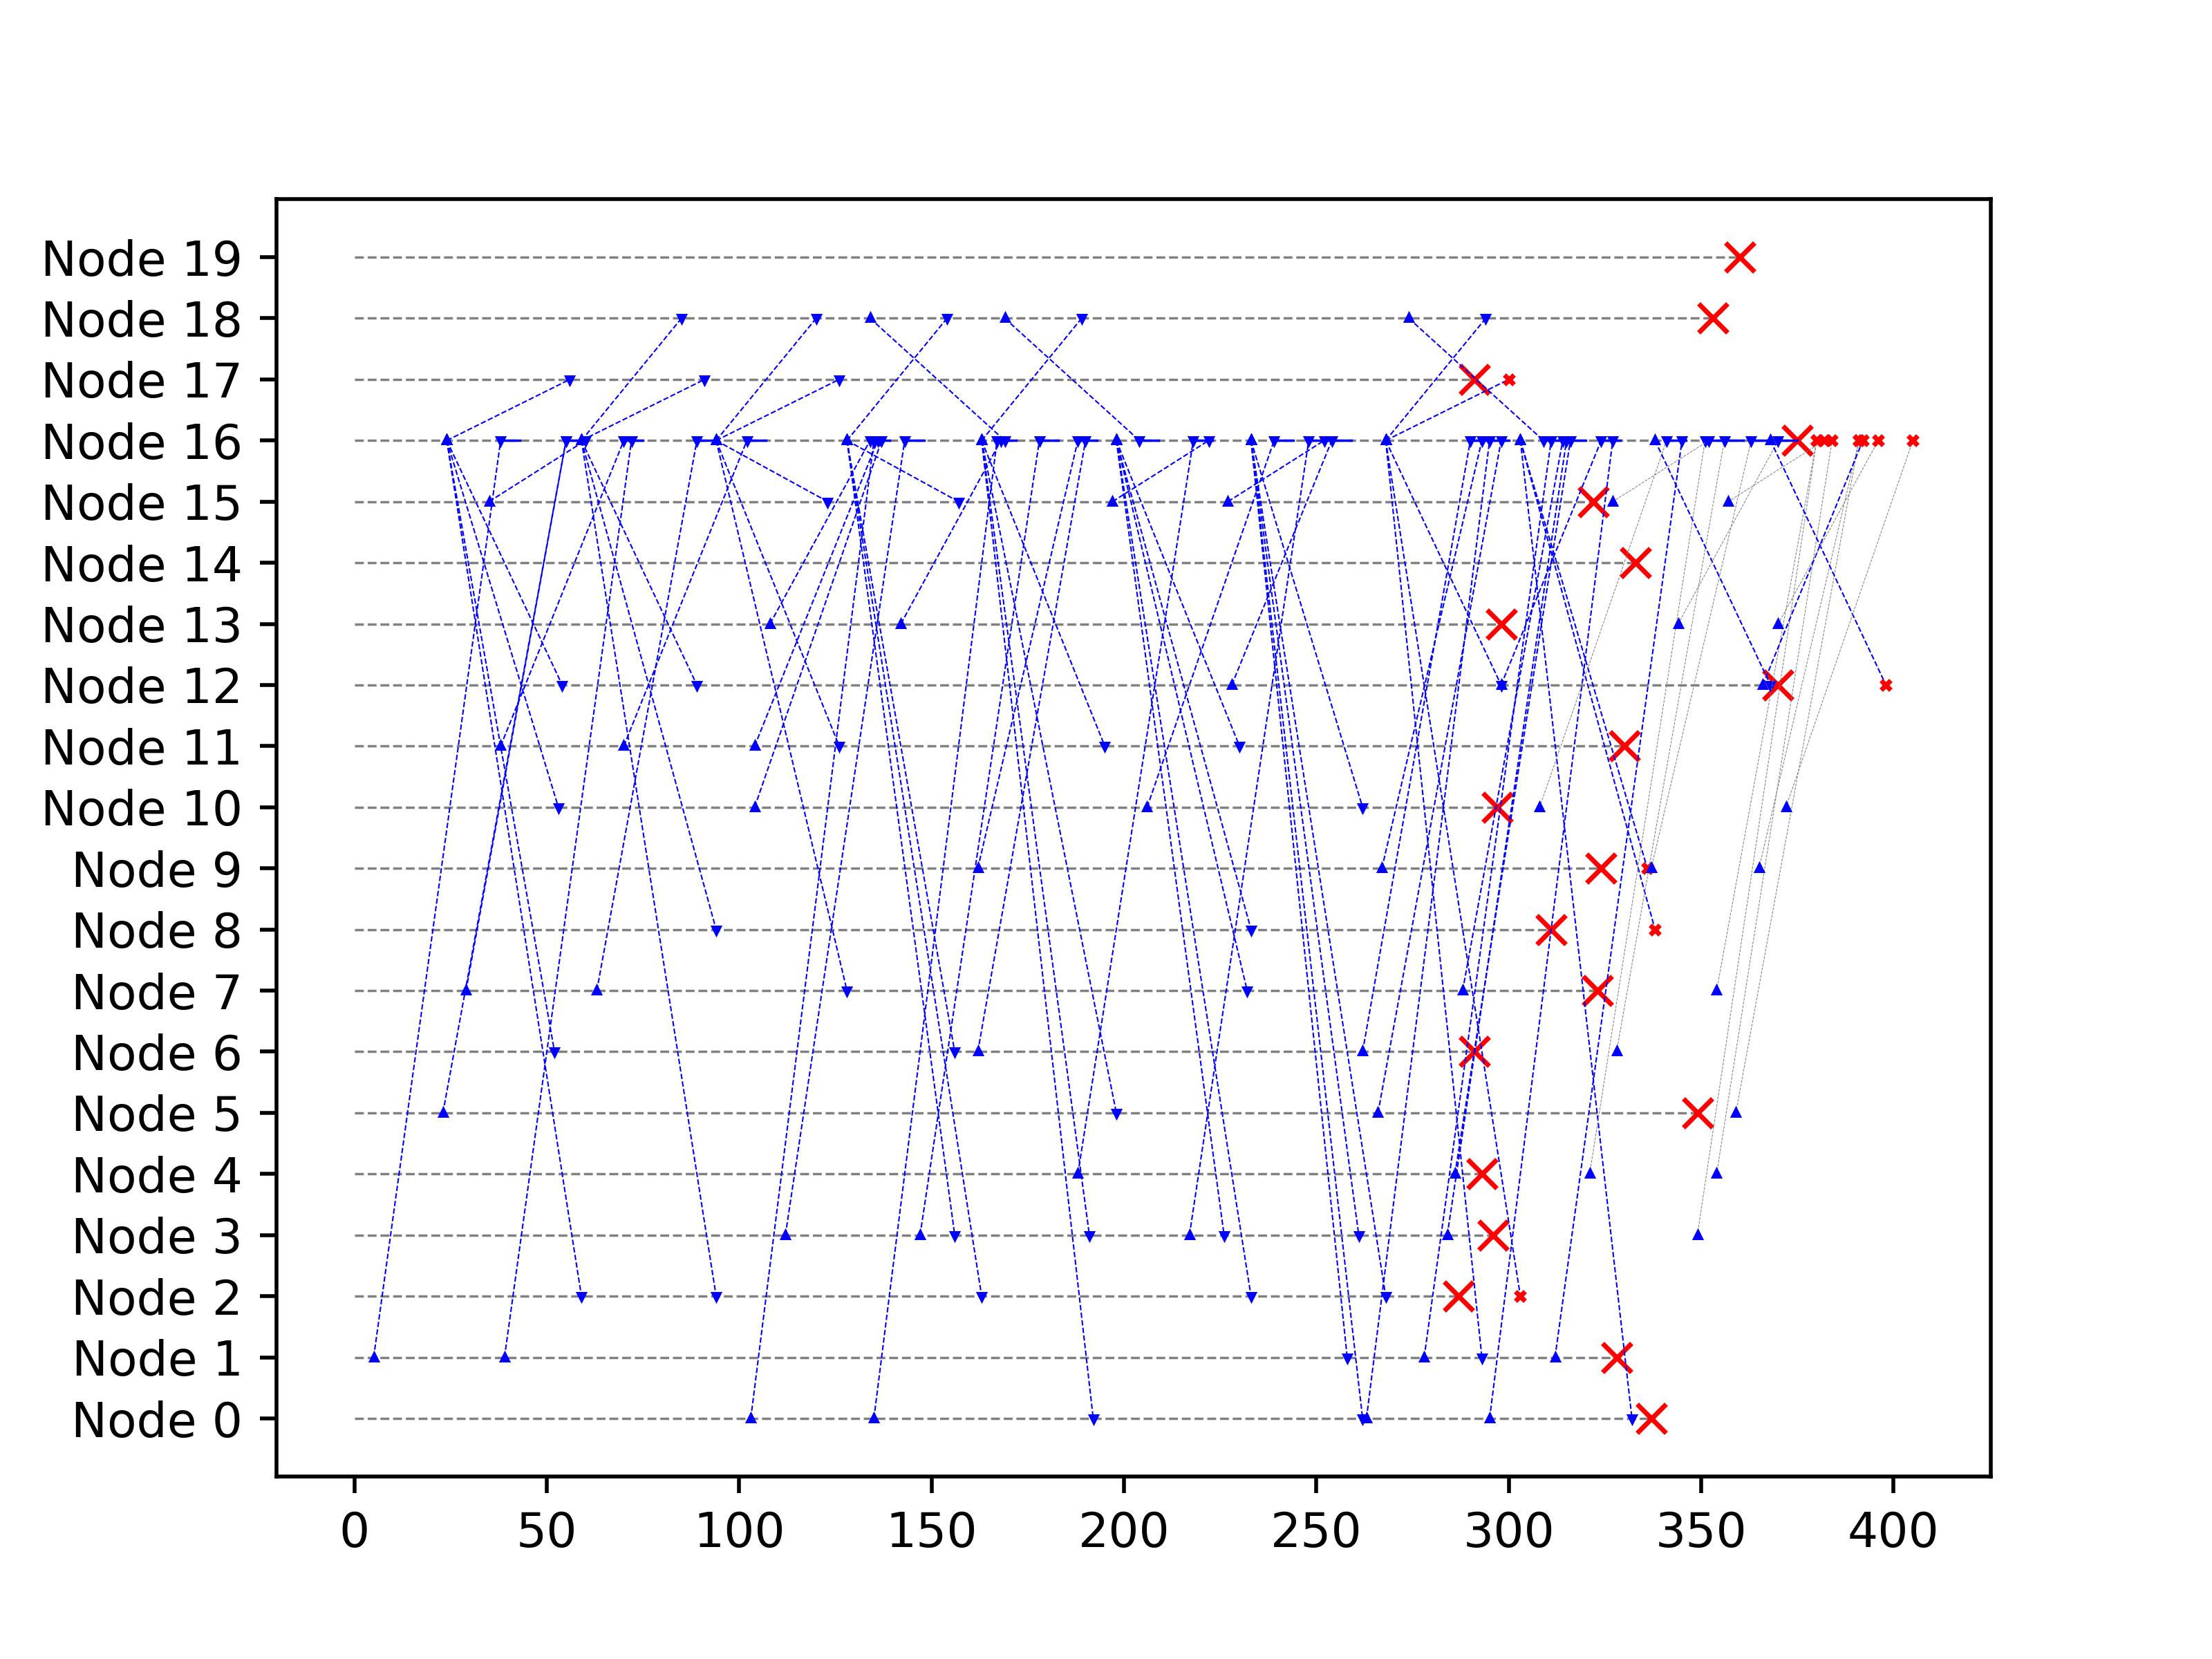 Node 19
Node 18
Node 17
Node 16
Node 15
Node 14
Node 13
Node 12
Node 11
Node 10
Node 9
Node 8
Node 7
Node 6
Node 5
Node 4
Node 3
Node 2
Node 1
Node 0
0 50 100 150 200 250 300 350 400